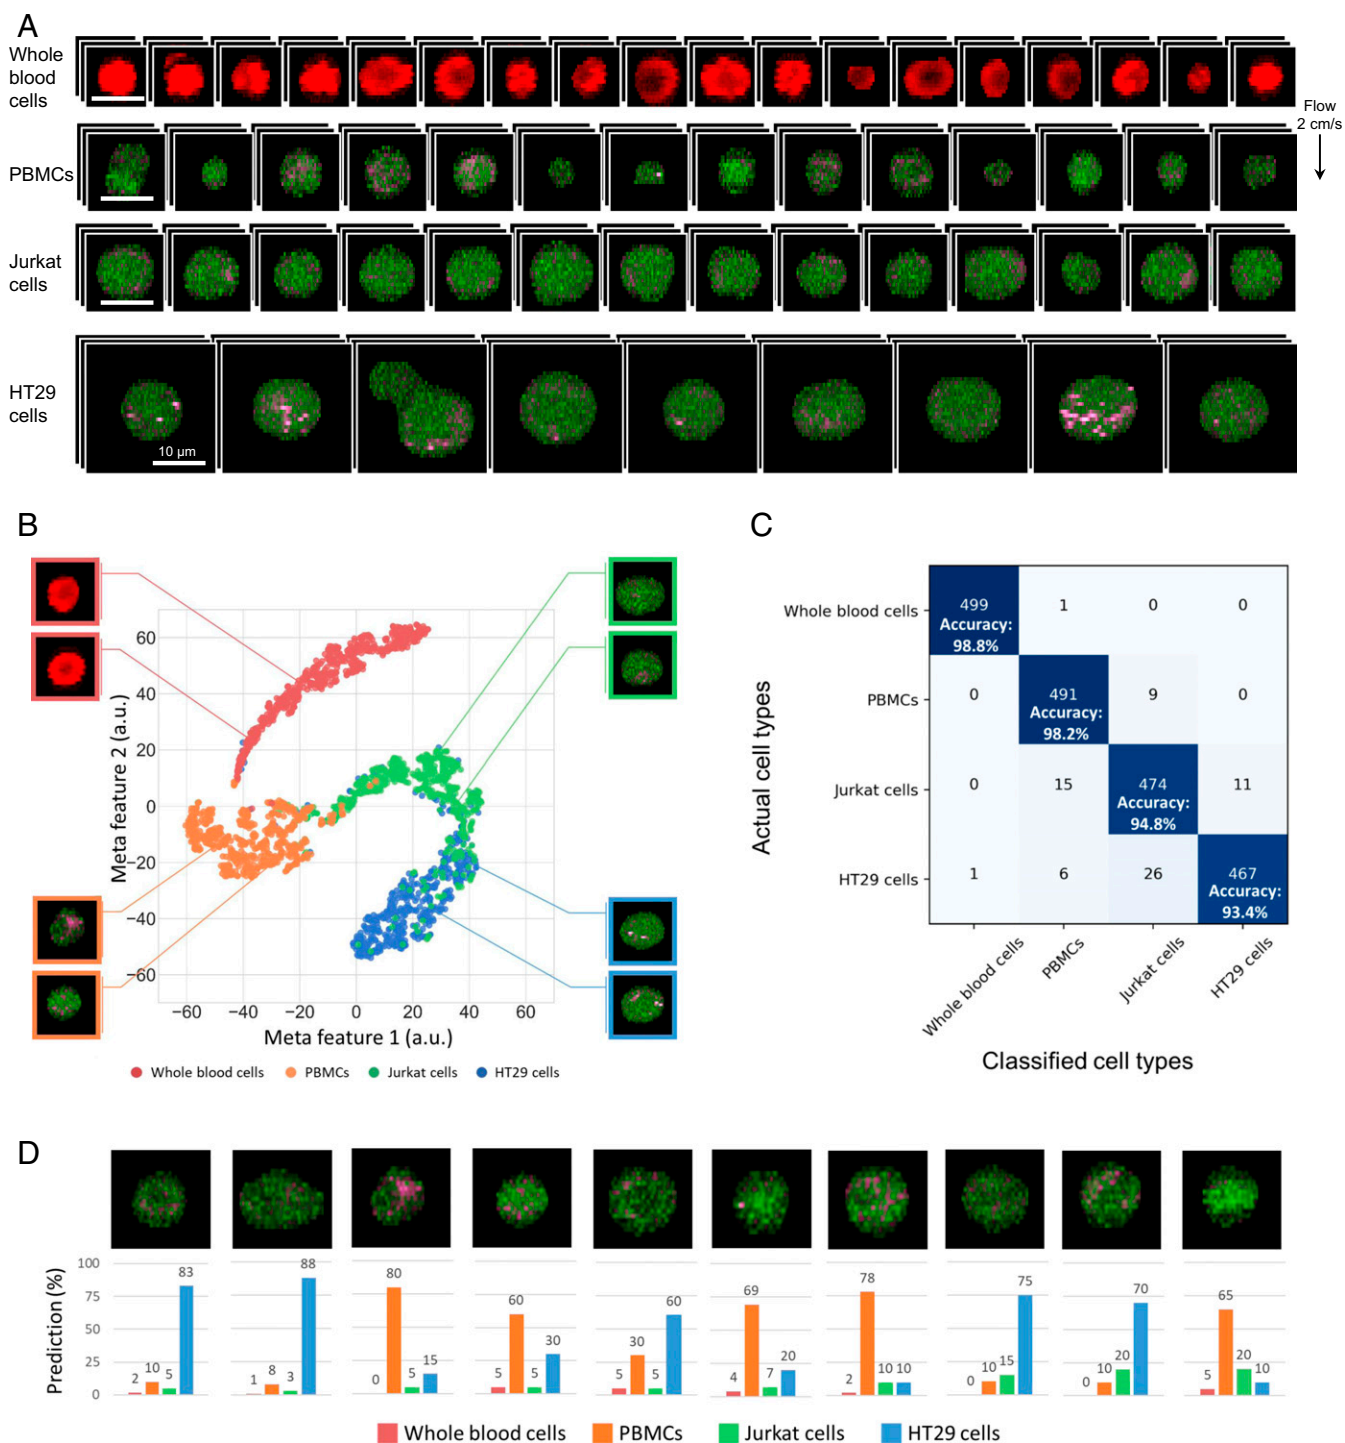 A
Whole
blood
cells
Flow
2 cm/s
PBMCs
Jurkat
cells
HT29
cells
10 µm
B
60
40
20
0
−20
−40
−60
Meta feature 2 (a.u.)
−60 −40 −20 0 20 40 60
Meta feature 1 (a.u.)
Whole blood cells PBMCs Jurkat cells HT29 cells
C
Actual cell types
Whole blood cells
499
Accuracy:
98.8%
1 0 0
PBMCs
0
491
Accuracy:
98.2%
9 0
Jurkat cells
0 15
474
Accuracy:
94.8%
11
HT29 cells
1 6 26
467
Accuracy:
93.4%
Whole blood cells
PBMCs
Jurkat cells
HT29 cells
Classified cell types
D
Prediction (%)
100
75
50
25
0
2 10 5 83
1 8 3 88
0 80 5 15
5 60 5 30
5 30 5 60
4 69 7 20
2 78 10 10
0 10 15 75
0 10 20 70
5 65 20 10
Whole blood cells PBMCs Jurkat cells HT29 cells